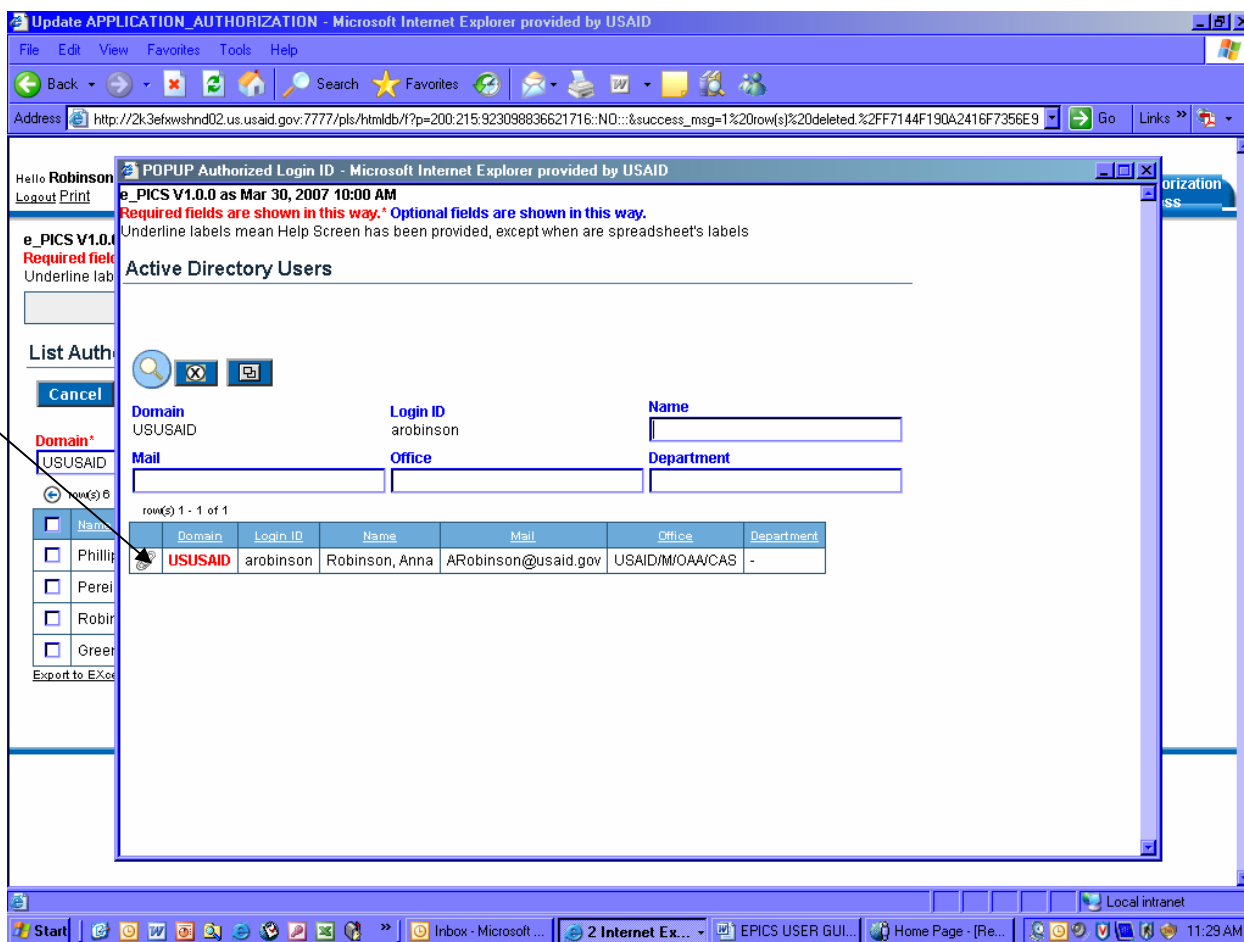 Update APPLICATION_AUTHORIZATION - Microsoft Internet Explorer provided by USAID
File Edit View Favorites Tools Help
Back Search Favorites
Address http://2k3efxwshnd02.us.usaid.gov:7777/pls/htmldb/f?p=200:215:923098836621716::NO:::&success_msg=1%20row(s)%20deleted.%2FF7144F190A2416F7356E9 Go Links »
Hello Robinson
Logout Print
orization
ss
e_PICS V1.0.0
Required field
Underline lab
List Autho
Cancel
Domain*
USUSAID
row(s) 6
Name
Phillip
Perei
Robin
Green
Export to EXce
POPUP Authorized Login ID - Microsoft Internet Explorer provided by USAID
e_PICS V1.0.0 as Mar 30, 2007 10:00 AM
Required fields are shown in this way.* Optional fields are shown in this way.
Underline labels mean Help Screen has been provided, except when are spreadsheet's labels
Active Directory Users
Domain Login ID Name
USUSAID arobinson
Mail Office Department
row(s) 1 - 1 of 1
Domain Login ID Name Mail Office Department
USUSAID arobinson Robinson, Anna ARobinson@usaid.gov USAID/M/OAA/CAS -
Local intranet
Start » Inbox - Microsoft ... 2 Internet Ex... EPICS USER GUI... Home Page - [Re... 11:29 AM